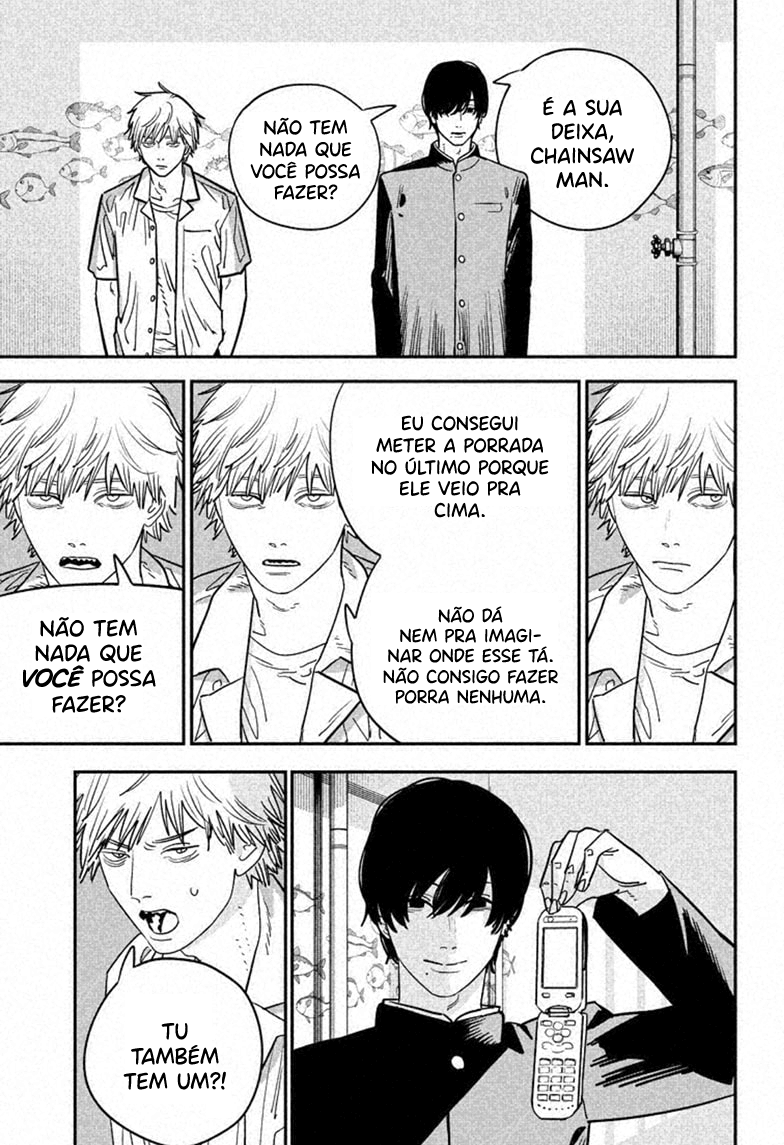 É A SUA
DEIXA,
CHAINSAW
MAN.
NÃO TEM
NADA QUE
VOCÊ POSSA
FAZER?
EU CONSEGUI
METER A PORRADA
NO ÚLTIMO PORQUE
ELE VEIO PRA
CIMA.
NÃO DÁ
NEM PRA IMAGI-
NAR ONDE ESSE TÁ.
NÃO CONSIGO FAZER
PORRA NENHUMA.
NÃO TEM
NADA QUE
VOCÊ POSSA
FAZER?
TU
TAMBÉM
TEM UM?!